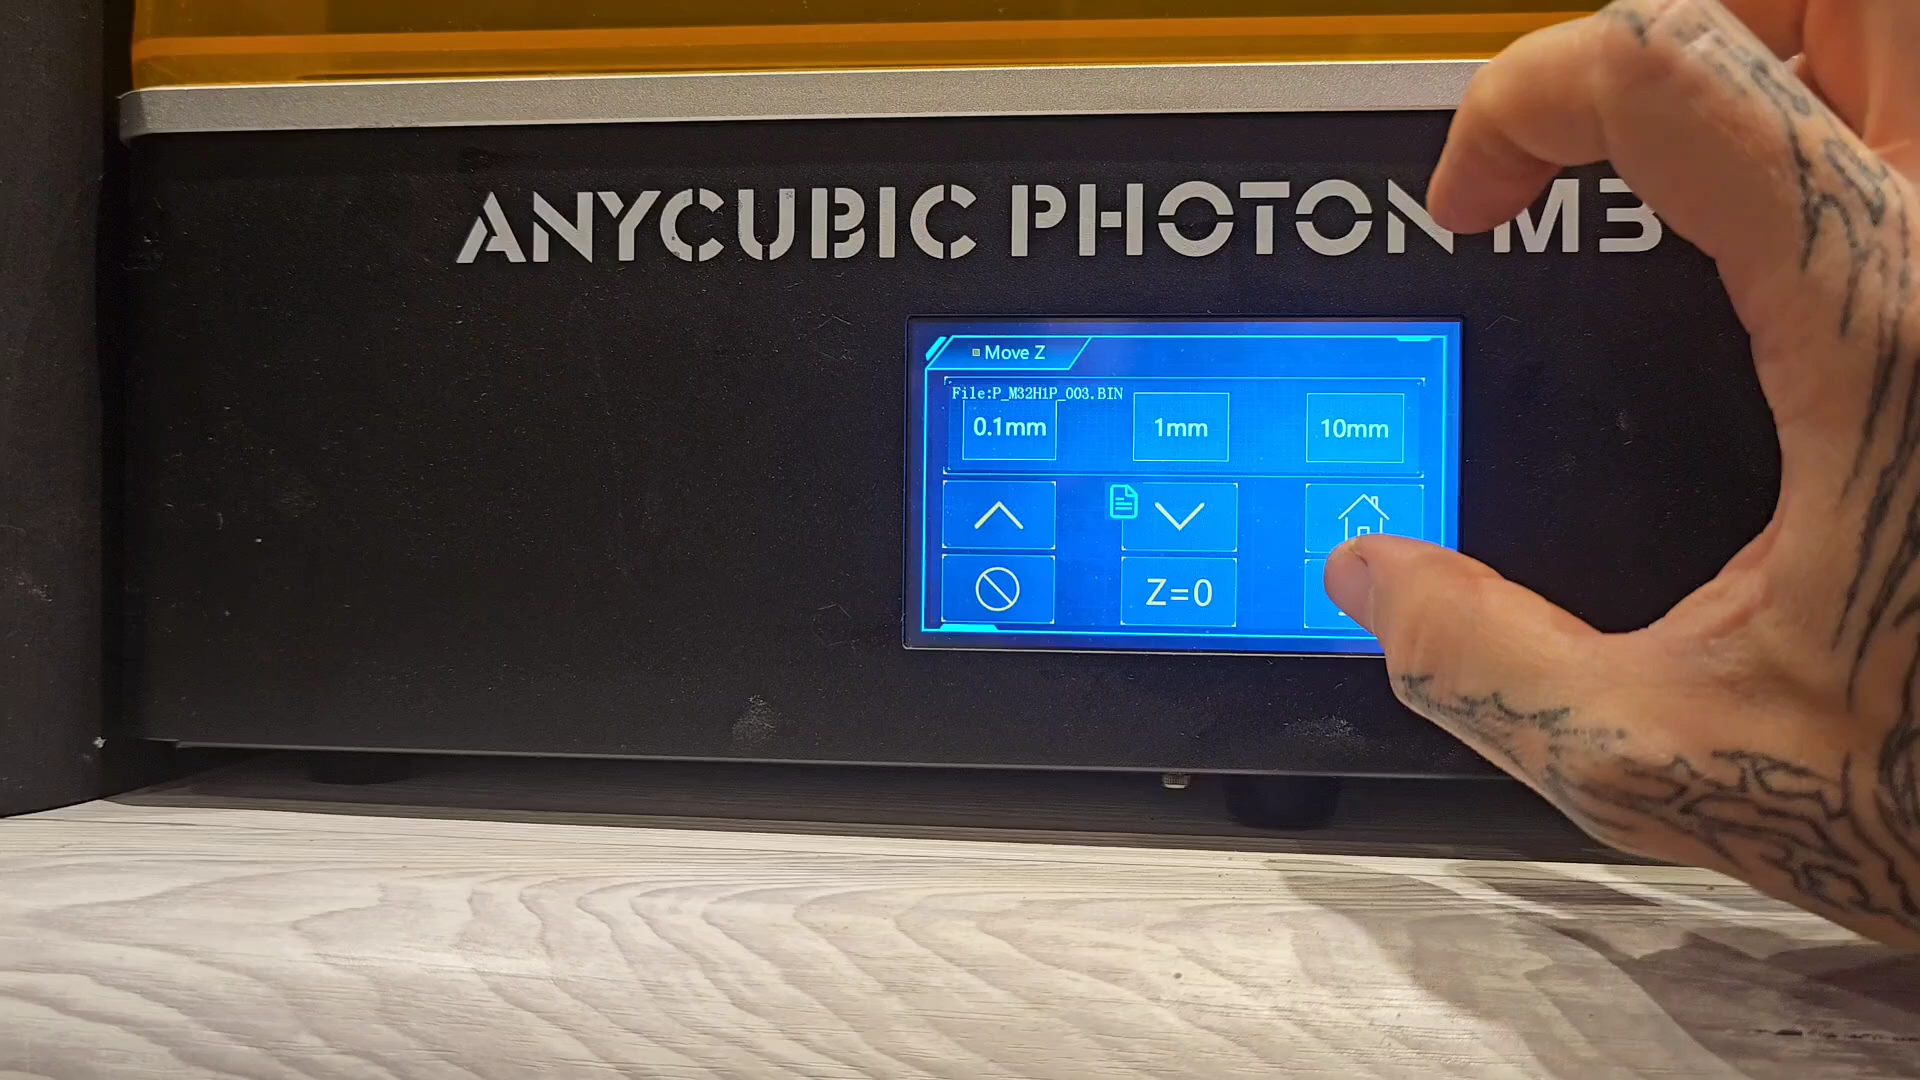 ANYCUBIC PHOTON M3
Move Z
File:P_M32H1P_003.BIN
0.1mm 1mm 10mm
Z=0